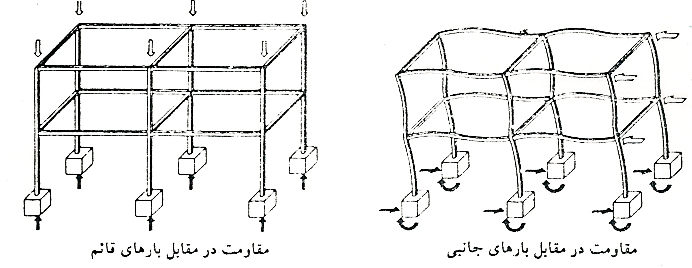 مقاومت در مقابل بارهای جانبی
مقاومت در مقابل بارهای قائم